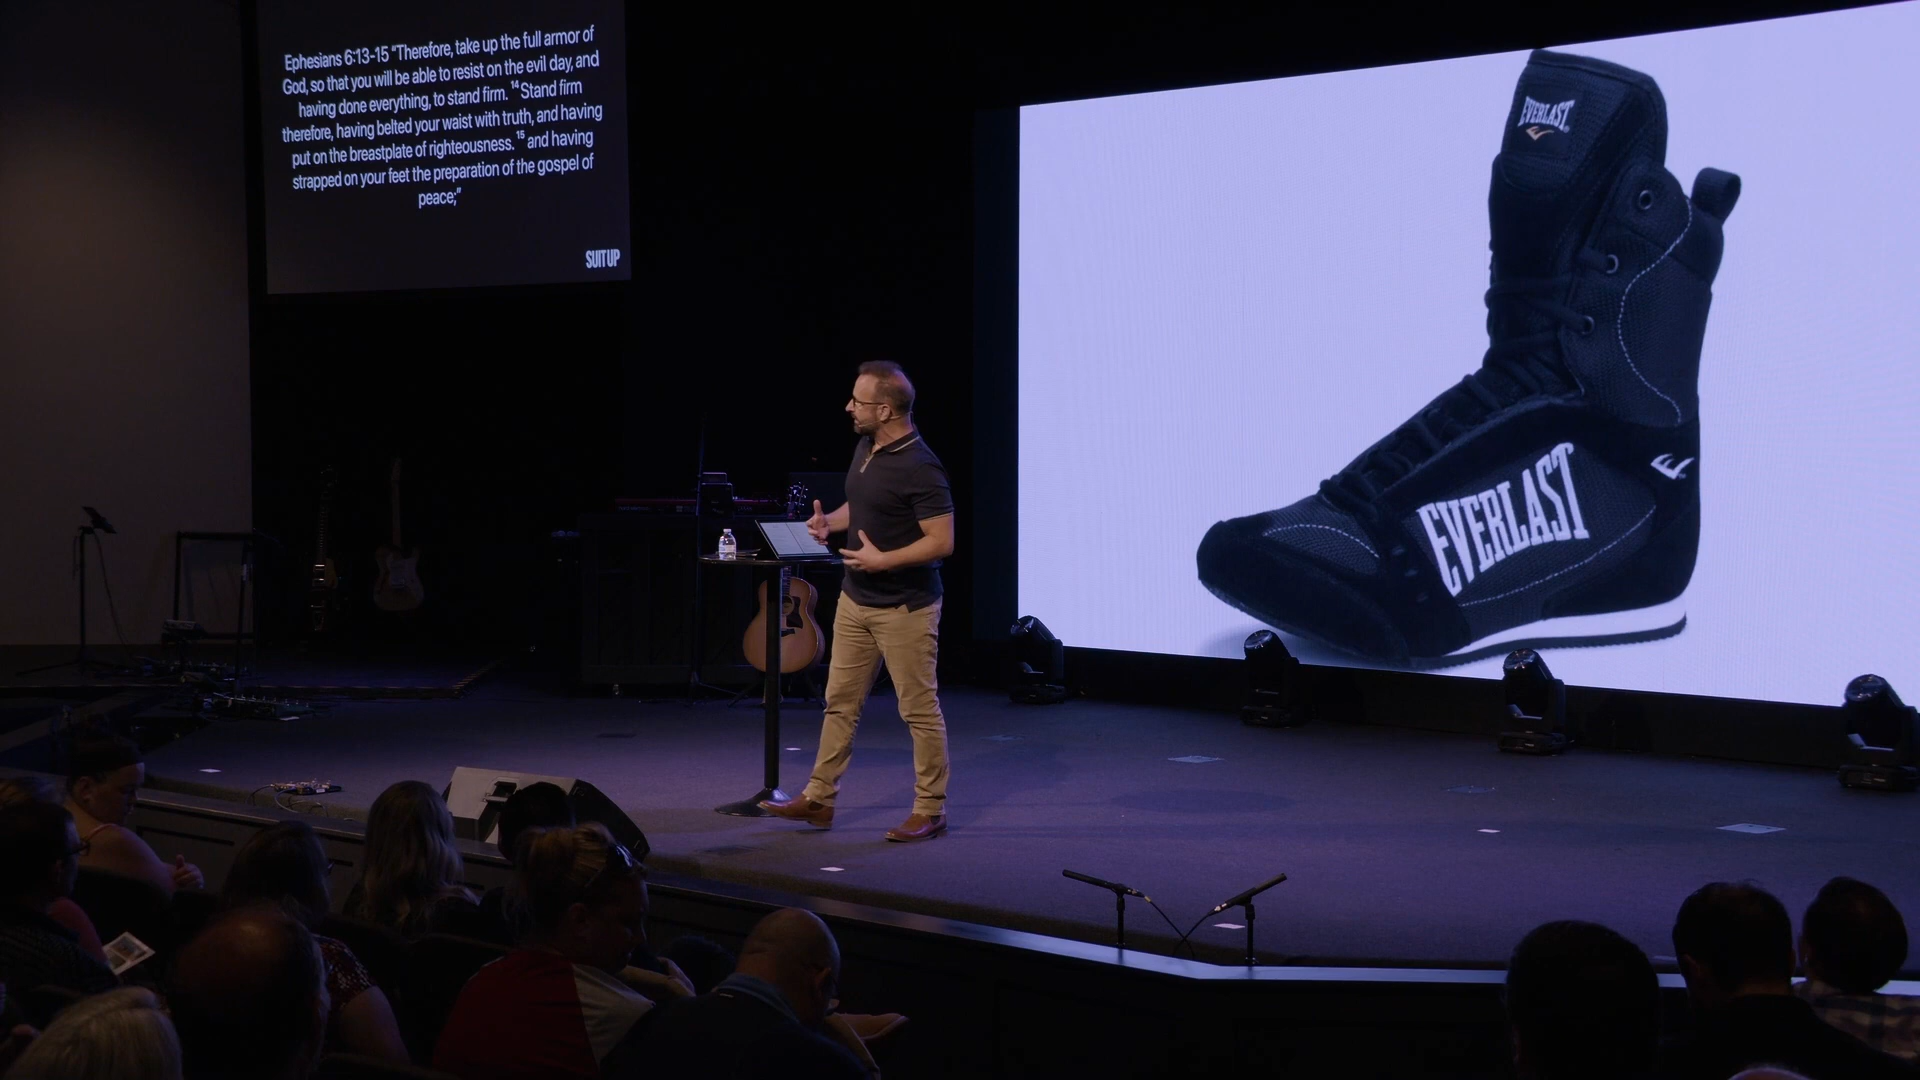 Ephesians 6:13-15 "Therefore, take up the full armor of
God, so that you will be able to resist on the evil day, and
having done everything, to stand firm. ¹⁴ Stand firm
therefore, having belted your waist with truth, and having
put on the breastplate of righteousness. ¹⁵ and having
strapped on your feet the preparation of the gospel of
peace;"
SUIT UP
EVERLAST®
EVERLAST